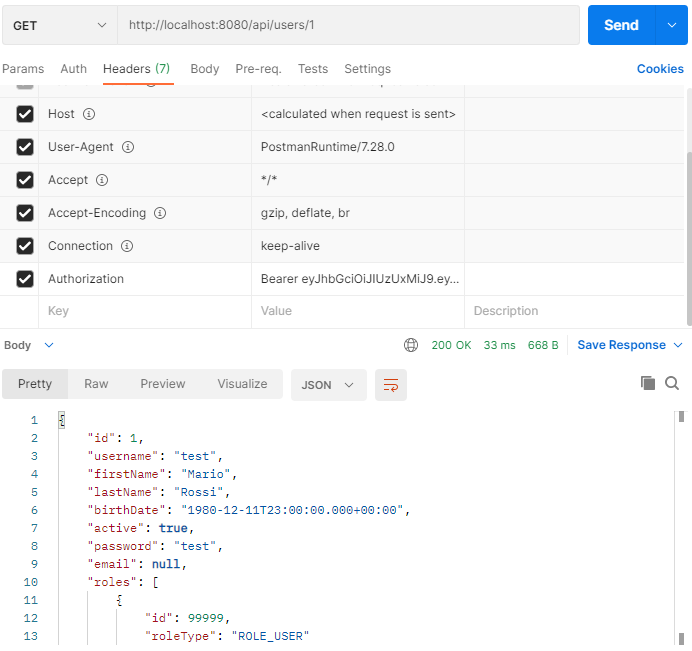 GET http://localhost:8080/api/users/1 Send
Params Auth Headers (7) Body Pre-req. Tests Settings Cookies
Host <calculated when request is sent>
User-Agent PostmanRuntime/7.28.0
Accept */*
Accept-Encoding gzip, deflate, br
Connection keep-alive
Authorization Bearer eyJhbGciOiJIUzUxMiJ9.ey...
Key Value Description
Body 200 OK 33 ms 668 B Save Response
Pretty Raw Preview Visualize JSON
1 {
2 "id": 1,
3 "username": "test",
4 "firstName": "Mario",
5 "lastName": "Rossi",
6 "birthDate": "1980-12-11T23:00:00.000+00:00",
7 "active": true,
8 "password": "test",
9 "email": null,
10 "roles": [
11 {
12 "id": 99999,
13 "roleType": "ROLE_USER"